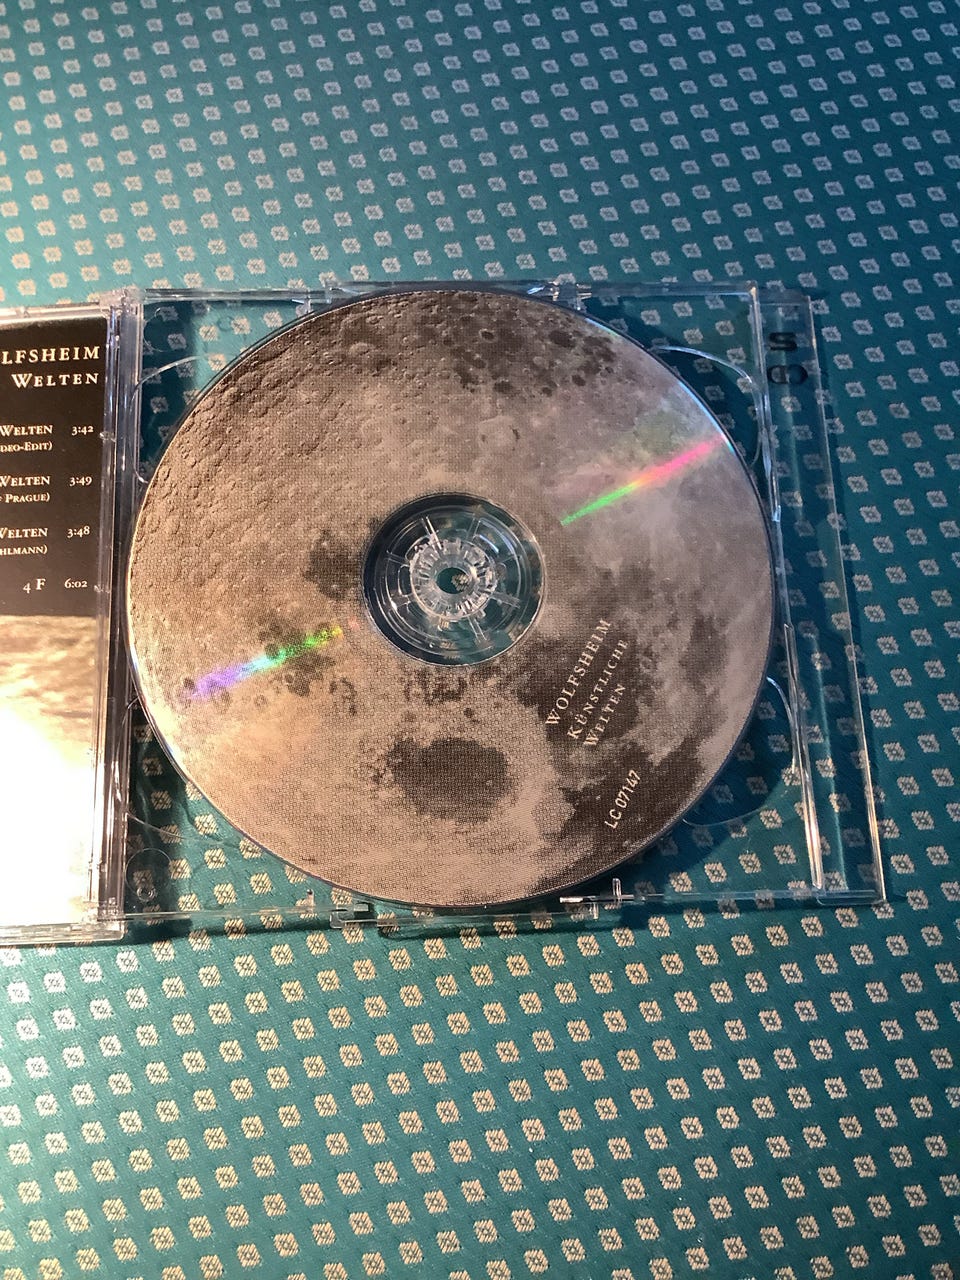 LFSHEIM
WELTEN
WELTEN 3:42
DEO-EDIT)
WELTEN 3:49
PRAGUE)
WELTEN 3:48
HLMANN)
4 F 6:02
WOLFSHEIM
KÜNSTLICHE
WELTEN
LC 07147